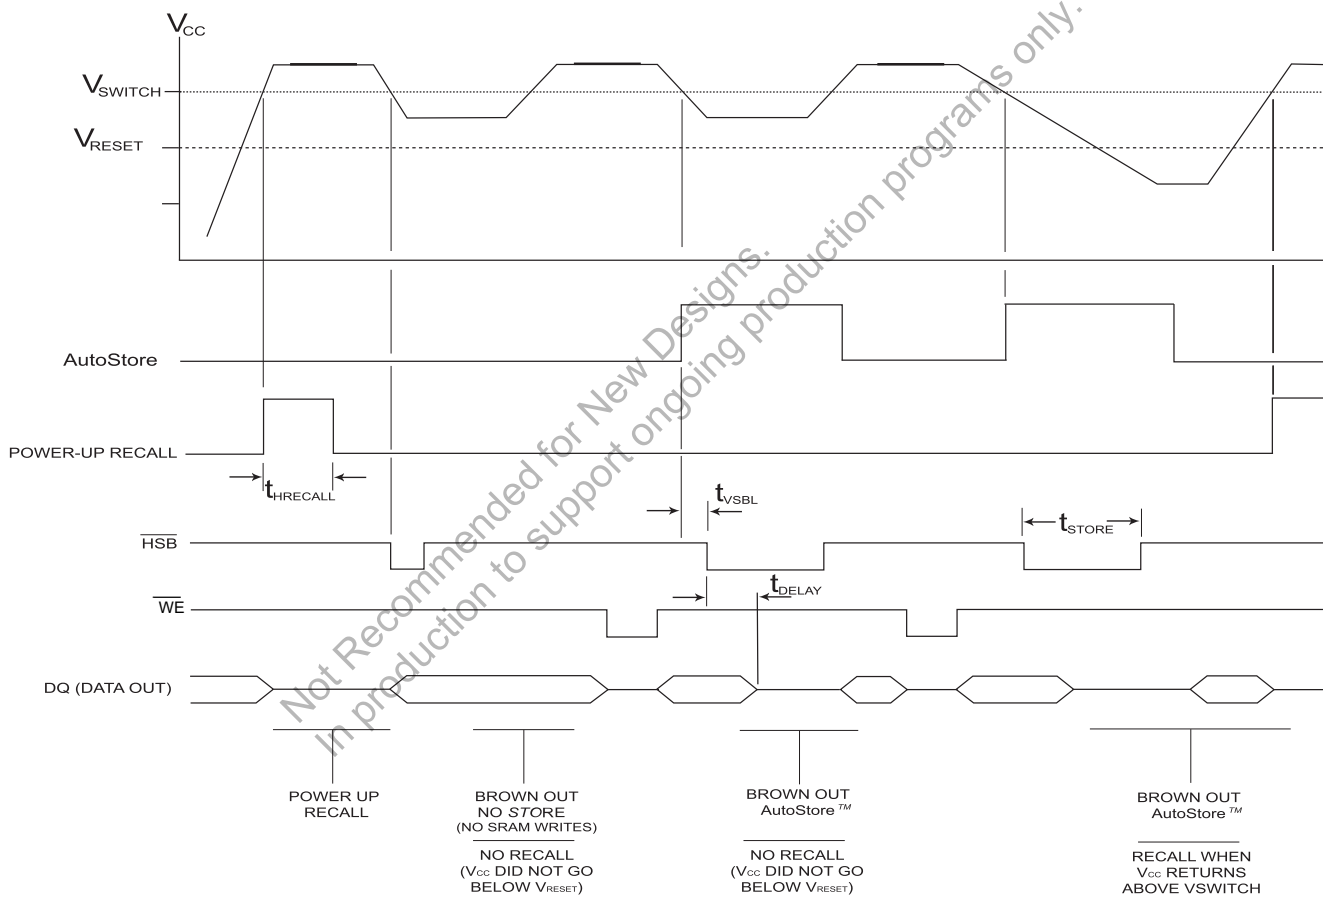 VCC
VSWITCH
VRESET
AutoStore
POWER-UP RECALL
tHRECALL
tVSBL
HSB
tSTORE
tDELAY
WE
DQ (DATA OUT)
POWER UP
RECALL
BROWN OUT
NO STORE
(NO SRAM WRITES)
NO RECALL
(VCC DID NOT GO
BELOW VRESET)
BROWN OUT
AutoStore™
NO RECALL
(VCC DID NOT GO
BELOW VRESET)
BROWN OUT
AutoStore™
RECALL WHEN
VCC RETURNS
ABOVE VSWITCH
Not Recommended for New Designs.
In production to support ongoing production programs only.